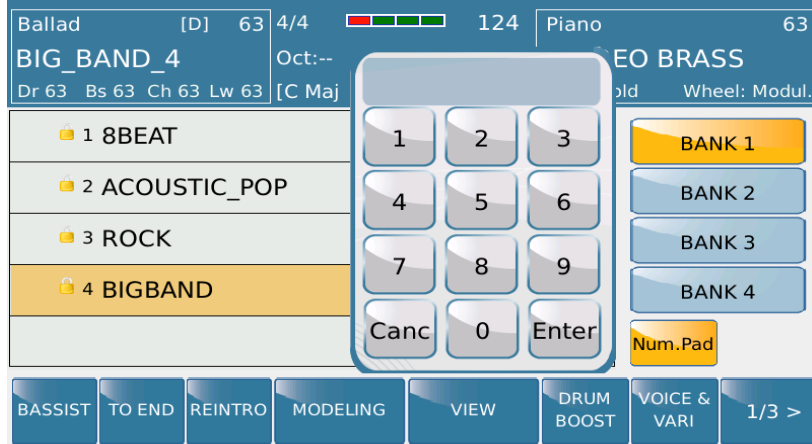 Ballad [D] 63 4/4 124 Piano 63
BIG_BAND_4 Oct:-- EO BRASS
Dr 63 Bs 63 Ch 63 Lw 63 [C Maj Wheel: Modul.
1 8BEAT
2 ACOUSTIC_POP
3 ROCK
4 BIGBAND
1 2 3
4 5 6
7 8 9
Canc 0 Enter
BANK 1
BANK 2
BANK 3
BANK 4
Num.Pad
BASSIST
TO END
REINTRO
MODELING
VIEW
DRUM
BOOST
VOICE &
VARI
1/3 >